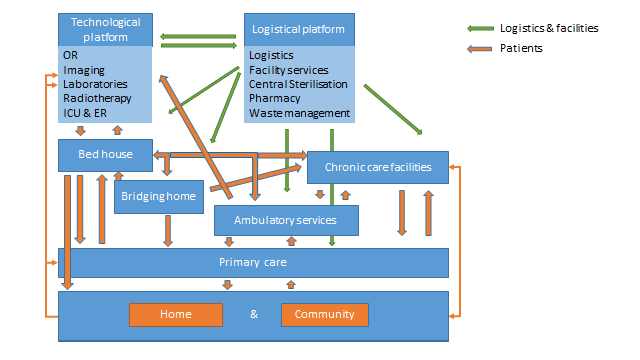 Technological
platform
OR
Imaging
Laboratories
Radiotherapy
ICU & ER
Logistical platform
Logistics
Facility services
Central Sterilisation
Pharmacy
Waste management
Logistics & facilities
Patients
Bed house
Chronic care facilities
Bridging home
Ambulatory services
Primary care
Home
&
Community